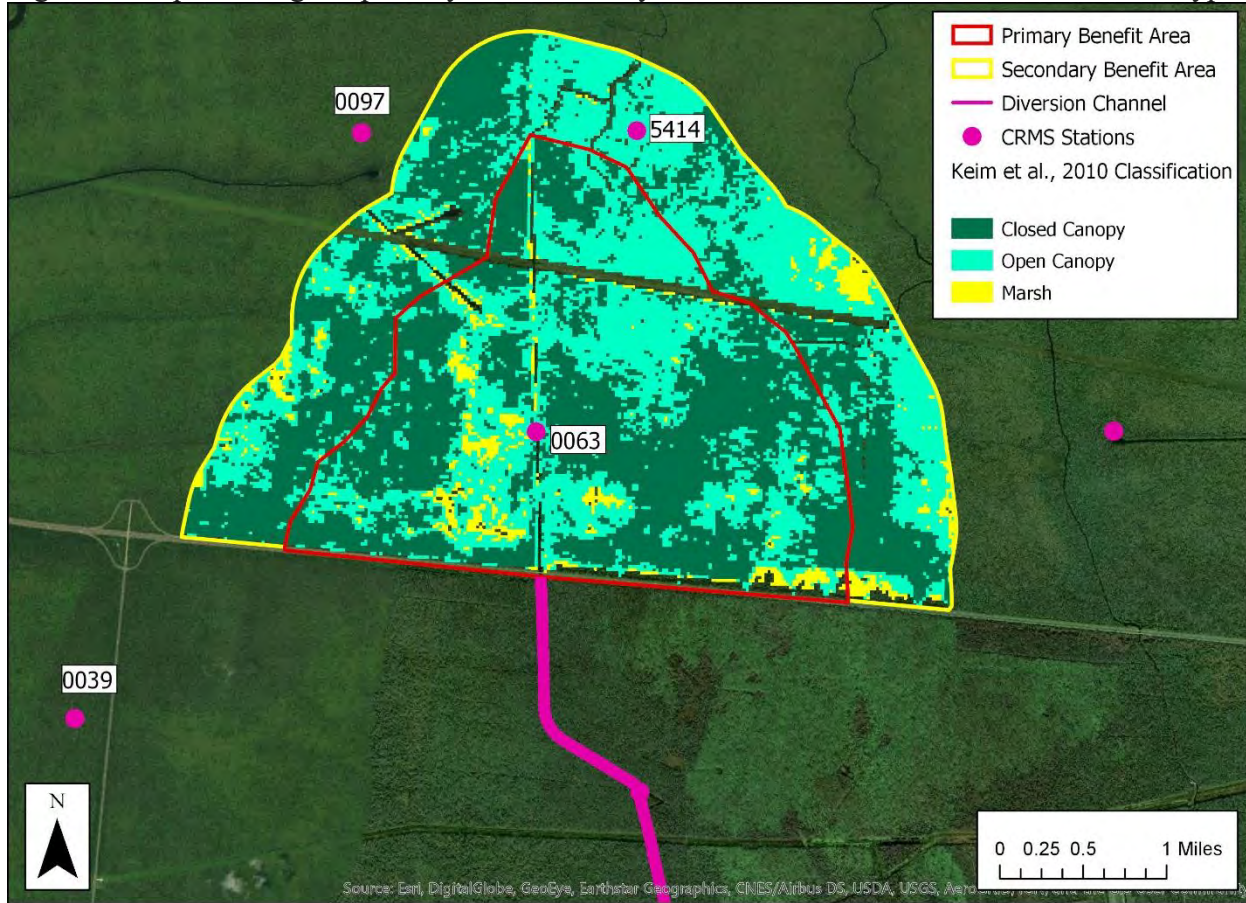 Primary Benefit Area
Secondary Benefit Area
Diversion Channel
CRMS Stations
Keim et al., 2010 Classification
Closed Canopy
Open Canopy
Marsh
0097
5414
0063
0039
N
0 0.25 0.5 1 Miles
Source: Esri, DigitalGlobe, GeoEye, Earthstar Geographics, CNES/Airbus DS, USDA, USGS,